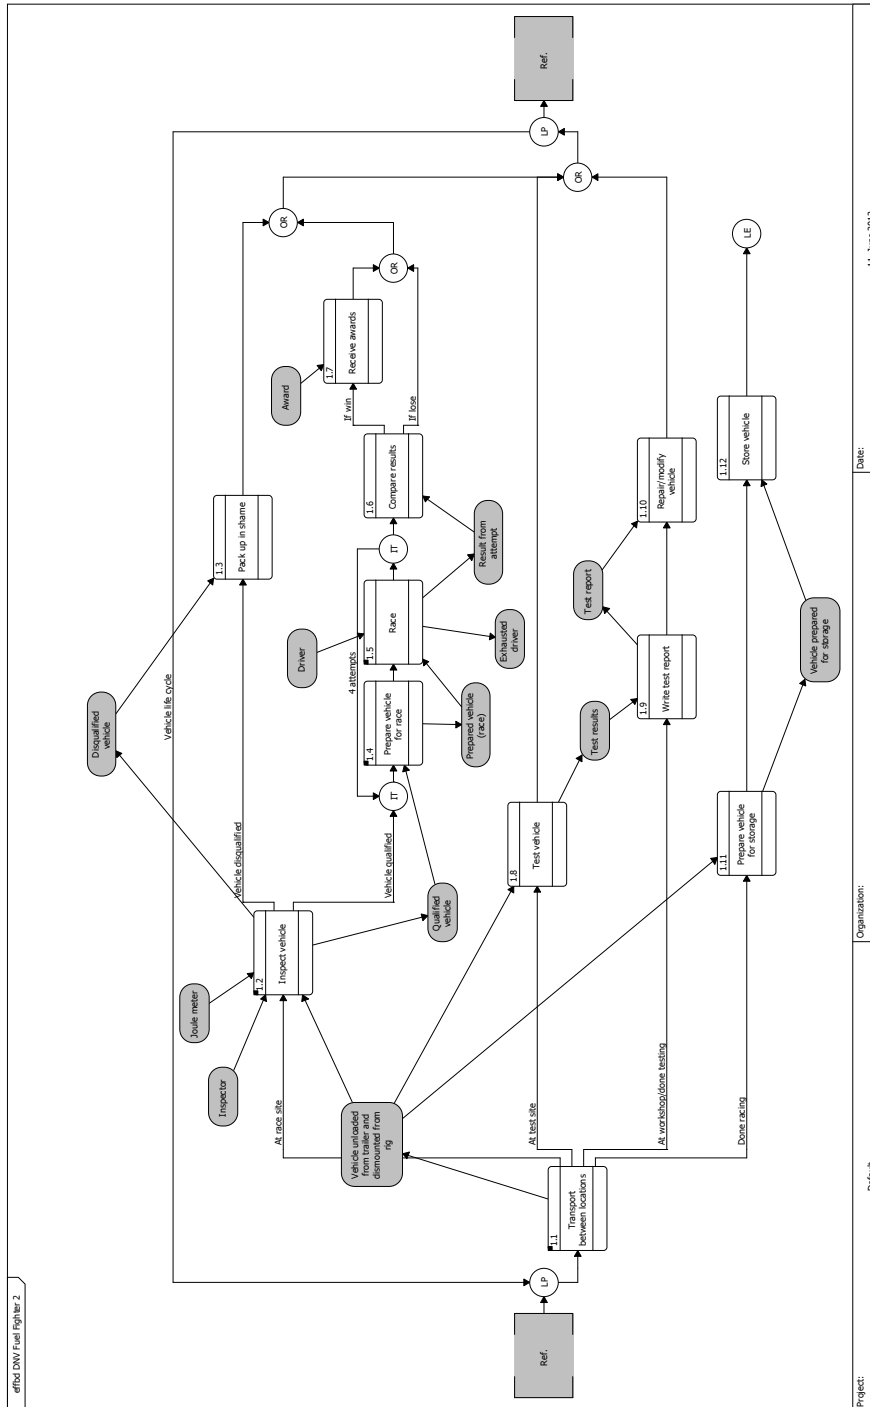 effbd DNV Fuel Fighter 2
Ref.
LP
1.1
Transport
between locations
At race site
At test site
At workshop/done testing
Done racing
Vehicle unloaded
from trailer and
dismounted from
rig
Inspector
Joule meter
1.2
Inspect vehicle
Vehicle disqualified
Vehicle qualified
Disqualified
vehicle
Qualified
vehicle
Vehicle life cycle
1.3
Pack up in shame
IT
1.4
Prepare vehicle
for race
4 attempts
Prepared vehicle
(race)
Driver
1.5
Race
Exhausted
driver
IT
Result from
attempt
1.6
Compare results
If win
If lose
Award
1.7
Receive awards
OR
OR
1.8
Test vehicle
Test results
1.9
Write test report
Test report
1.10
Repair/modify
vehicle
1.11
Prepare vehicle
for storage
Vehicle prepared
for storage
1.12
Store vehicle
LE
OR
LP
Ref.
Project:
Organization:
Date: